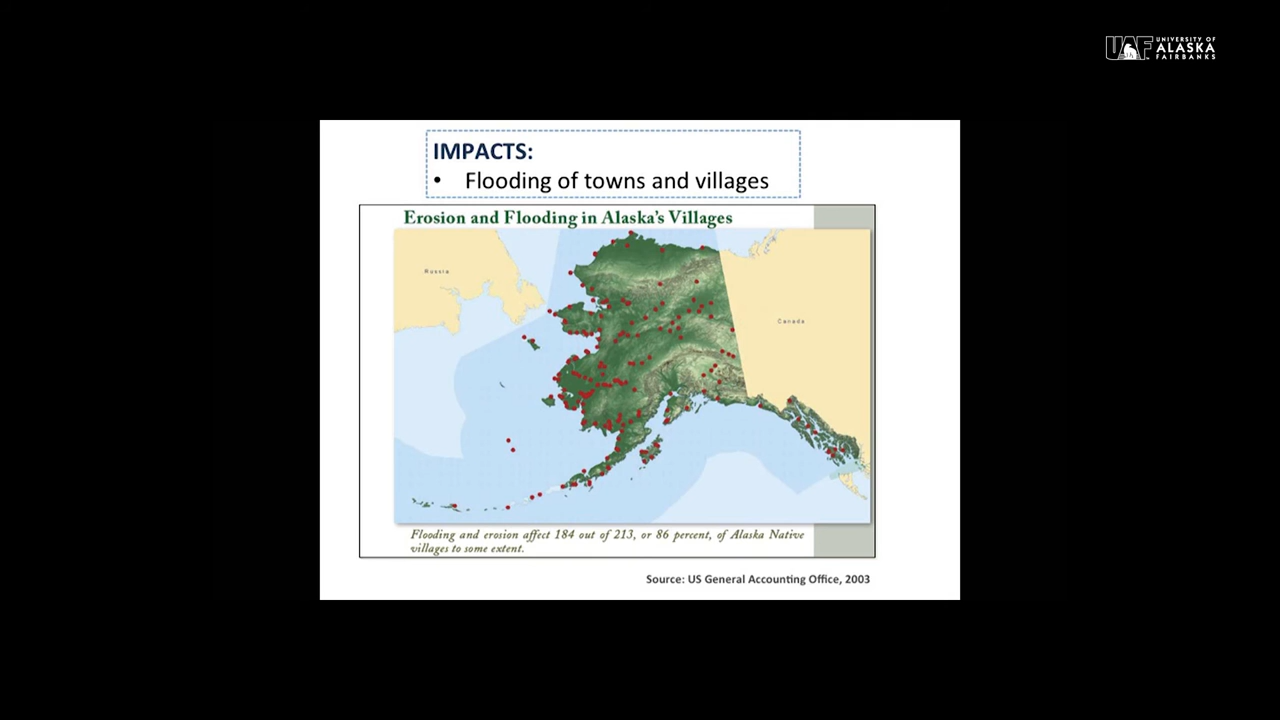 UAF UNIVERSITY OF
ALASKA
FAIRBANKS
IMPACTS:
• Flooding of towns and villages
Erosion and Flooding in Alaska's Villages
Russia
Canada
Flooding and erosion affect 184 out of 213, or 86 percent, of Alaska Native
villages to some extent.
Source: US General Accounting Office, 2003